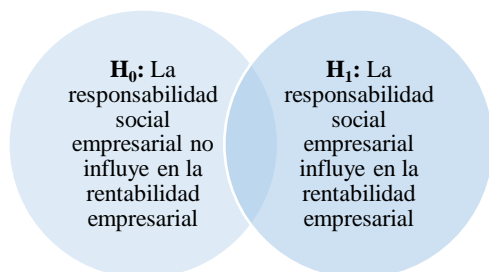 H₀: La
responsabilidad
social
empresarial no
influye en la
rentabilidad
empresarial
H₁: La
responsabilidad
social
empresarial
influye en la
rentabilidad
empresarial